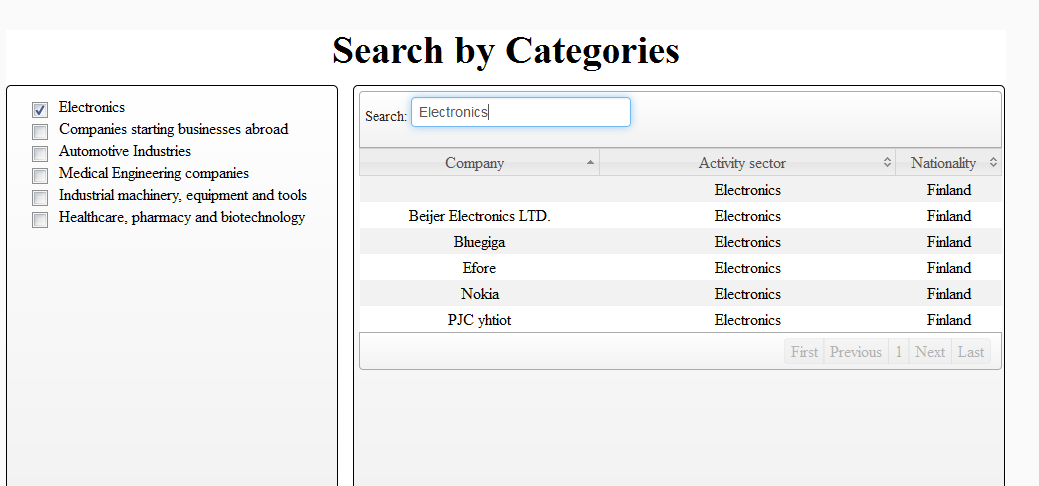 Search by Categories
Electronics
Companies starting businesses abroad
Automotive Industries
Medical Engineering companies
Industrial machinery, equipment and tools
Healthcare, pharmacy and biotechnology
Search: Electronics
Company Activity sector Nationality
Electronics Finland
Beijer Electronics LTD. Electronics Finland
Bluegiga Electronics Finland
Efore Electronics Finland
Nokia Electronics Finland
PJC yhtiot Electronics Finland
First Previous 1 Next Last